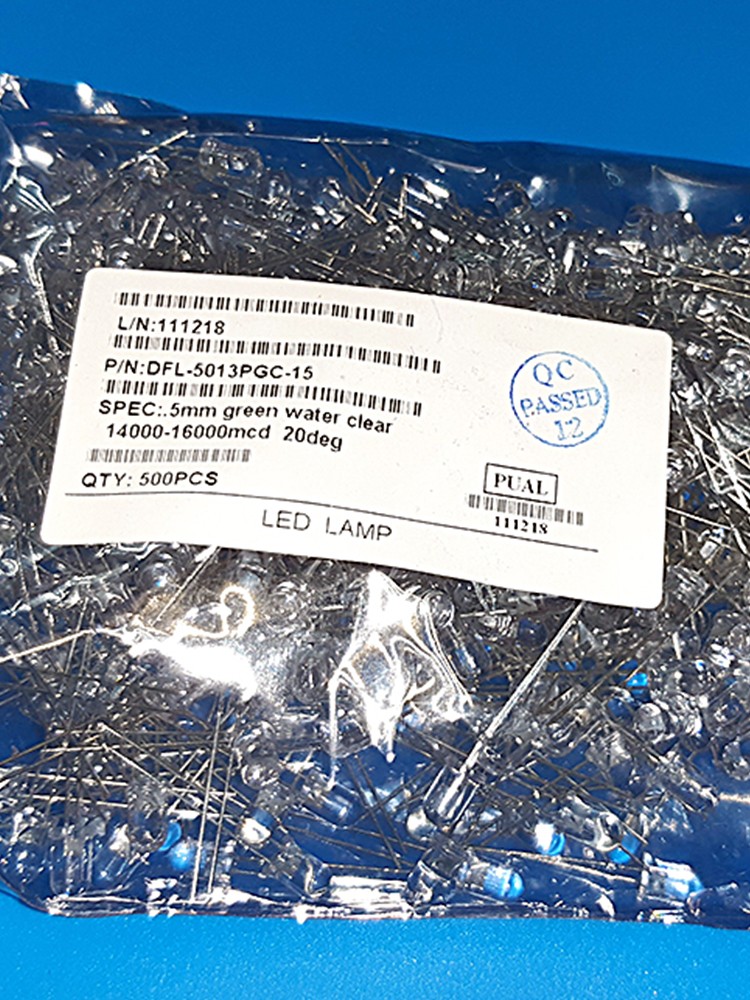 L/N:111218
P/N:DFL-5013PGC-15
SPEC:.5mm green water clear
14000-16000mcd 20deg
QTY: 500PCS
LED LAMP
QC
PASSED
12
PUAL
111218